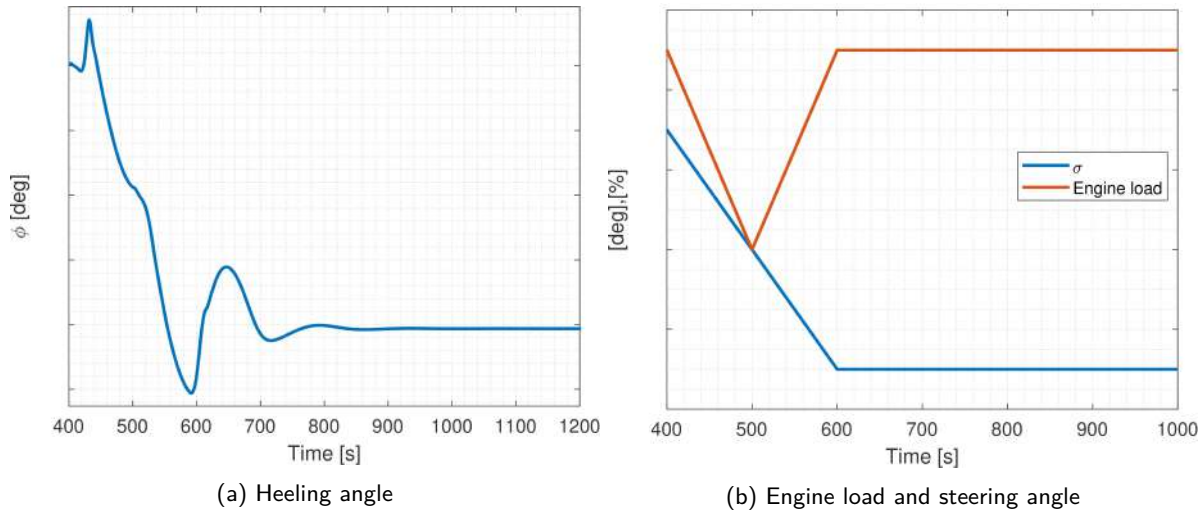 ϕ [deg]
400 500 600 700 800 900 1000 1100 1200
Time [s]
(a) Heeling angle
[deg],[%]
σ
Engine load
400 500 600 700 800 900 1000
Time [s]
(b) Engine load and steering angle